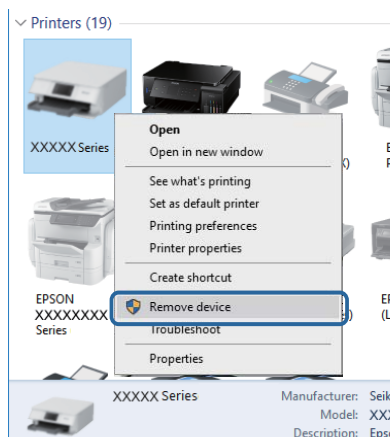 Printers (19)
XXXXX Series
Open
Open in new window
See what's printing
Set as default printer
Printing preferences
Printer properties
Create shortcut
Remove device
Troubleshoot
Properties
EPSON
XXXXXXXX
Series
XXXXX Series
Manufacturer:
Model:
Description: